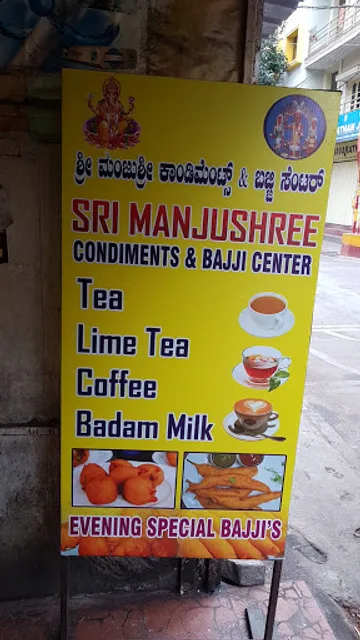 ಶ್ರೀ ಮಂಜುಶ್ರೀ ಕಾಂಡಿಮೆಂಟ್ಸ್ & ಬಜ್ಜಿ ಸೆಂಟರ್
SRI MANJUSHREE
CONDIMENTS & BAJJI CENTER
Tea
Lime Tea
Coffee
Badam Milk
EVENING SPECIAL BAJJI'S